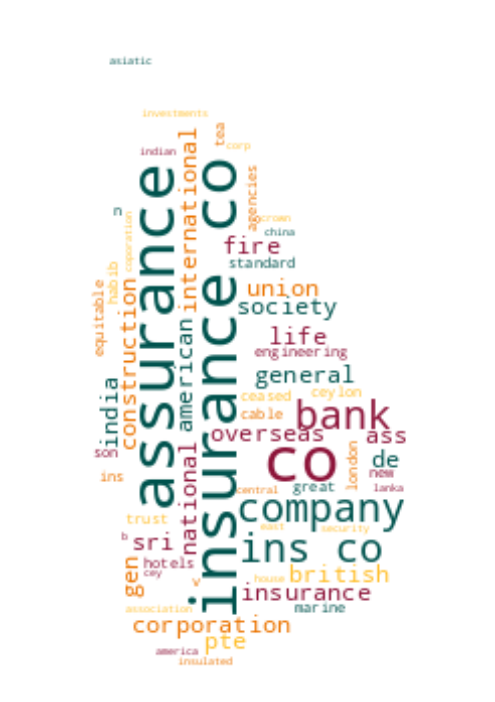 asiatic
investments
tea
corp
indian
international
assurance
insurance co
agencies
crown
n
china
fire
standard
coporation
habib
equitable
construction
union
society
american
life
engineering
general
india
ceased
ceylon
cable
bank
overseas
ass
son
national
co
london
de
new
ins
central
great
lanka
company
trust
east
security
b
sri
ins co
hotels
cey
gen
v
house
british
insurance
association
marine
corporation
pte
america
insulated